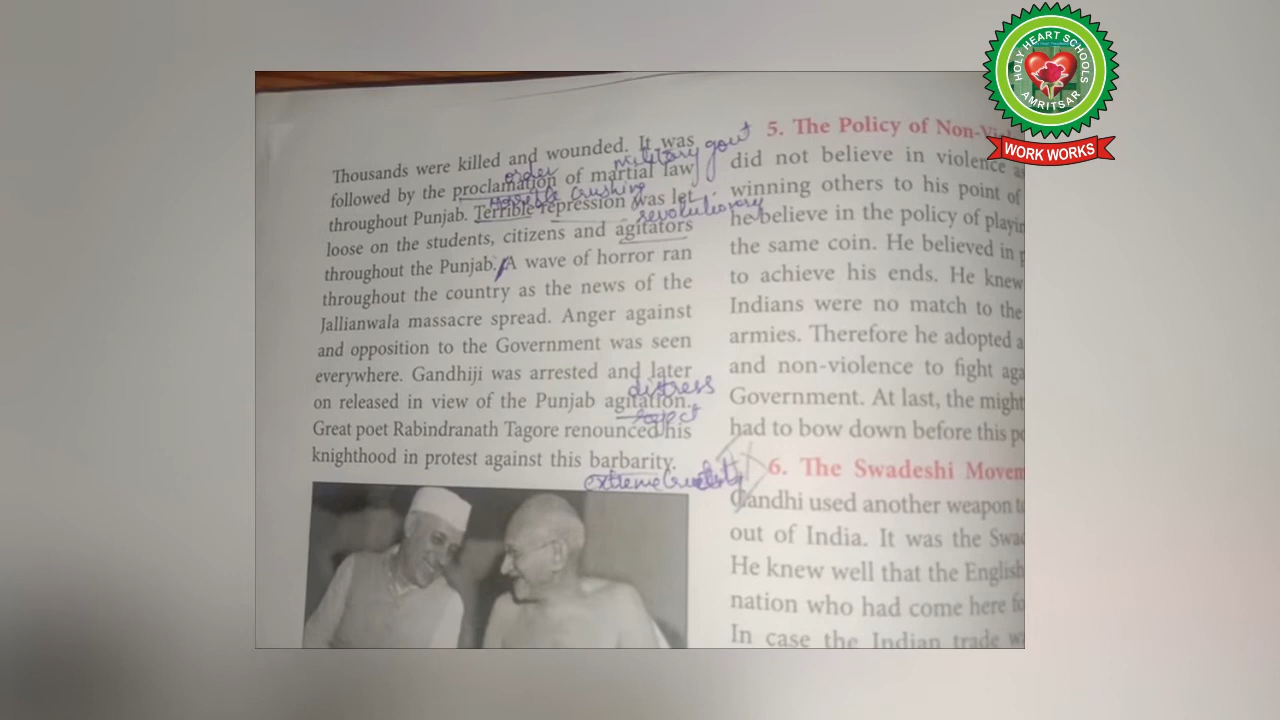 HOLY HEART SCHOOLS
AMRITSAR
WORK WORKS
Thousands were killed and wounded. It was
order
military govt
followed by the proclamation of martial law
crushing
throughout Punjab. Terrible repression was let
revolutionary
loose on the students, citizens and agitators
throughout the Punjab. A wave of horror ran
throughout the country as the news of the
Jallianwala massacre spread. Anger against
and opposition to the Government was seen
everywhere. Gandhiji was arrested and later
distress
on released in view of the Punjab agitation.
reject
Great poet Rabindranath Tagore renounced his
knighthood in protest against this barbarity.
extreme cruelty
5. The Policy of Non-
did not believe in violence
winning others to his point of
he believe in the policy of
the same coin. He believed in
to achieve his ends. He knew
Indians were no match to the
armies. Therefore he adopted
and non-violence to fight
Government. At last, the
had to bow down before this
6. The Swadeshi
Gandhi used another weapon
out of India. It was the
He knew well that the English
nation who had come here
In case the Indian trade